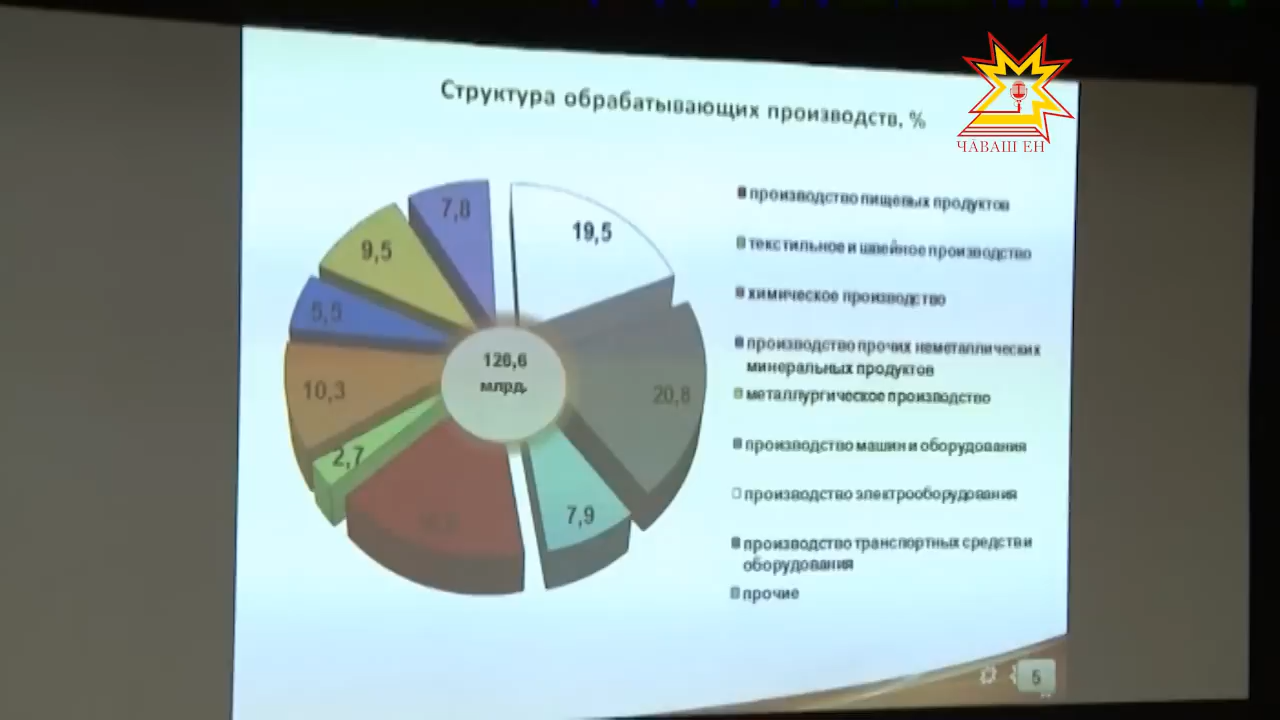 Структура обрабатывающих производств, %
ЧӐВАШ ЕН
7,8
19,5
9,5
5,5
126,6
млрд.
10,3
20,8
2,7
7,9
производство пищевых продуктов
текстильное и швейное производство
химическое производство
производство прочих неметаллических
минеральных продуктов
металлургическое производство
производство машин и оборудования
производство электрооборудования
производство транспортных средств и
оборудования
прочие
5